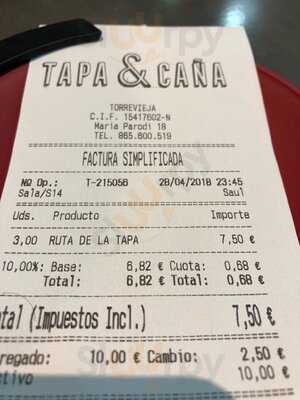 TAPA & CAÑA
TORREVIEJA
C.I.F. 15417602-N
Maria Parodi 18
TEL. 865.800.519
FACTURA SIMPLIFICADA
Nº Op.: T-215056 28/04/2018 23:45
Sala/S14 Saul
Uds. Producto Importe
3,00 RUTA DE LA TAPA 7,50 €
10,00%: Base: 6,82 € Cuota: 0,68 €
Total: 6,82 € Total: 0,68 €
tal (Impuestos Incl.) 7,50 €
regado: 10,00 € Cambio: 2,50 €
ctivo 10,00 €